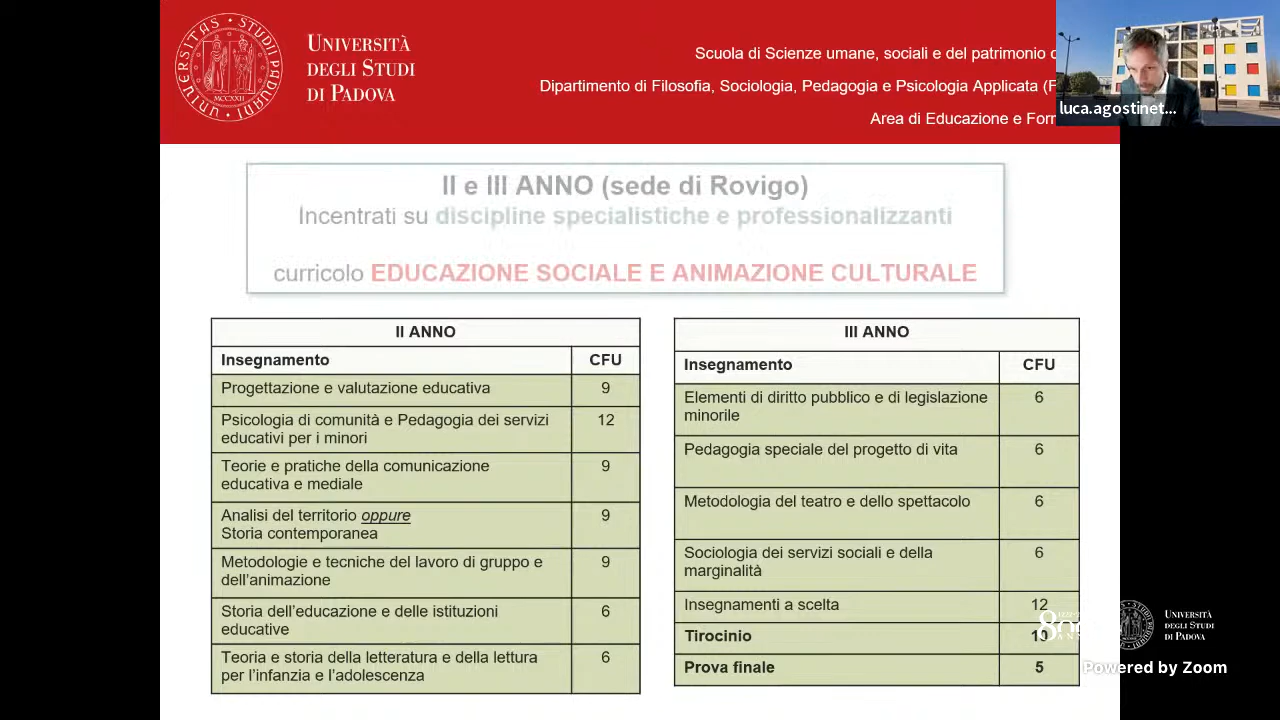 UNIVERSITÀ
DEGLI STUDI
DI PADOVA
Scuola di Scienze umane, sociali e del patrimonio
Dipartimento di Filosofia, Sociologia, Pedagogia e Psicologia Applicata
Area di Educazione e
luca.agostinet...
II e III ANNO (sede di Rovigo)
Incentrati su discipline specialistiche e professionalizzanti
curricolo EDUCAZIONE SOCIALE E ANIMAZIONE CULTURALE
II ANNO
Insegnamento CFU
Progettazione e valutazione educativa 9
Psicologia di comunità e Pedagogia dei servizi 12
educativi per i minori
Teorie e pratiche della comunicazione 9
educativa e mediale
Analisi del territorio oppure 9
Storia contemporanea
Metodologie e tecniche del lavoro di gruppo e 9
dell'animazione
Storia dell'educazione e delle istituzioni 6
educative
Teoria e storia della letteratura e della lettura 6
per l'infanzia e l'adolescenza
III ANNO
Insegnamento CFU
Elementi di diritto pubblico e di legislazione 6
minorile
Pedagogia speciale del progetto di vita 6
Metodologia del teatro e dello spettacolo 6
Sociologia dei servizi sociali e della 6
marginalità
Insegnamenti a scelta 12
Tirocinio
Prova finale 5
UNIVERSITÀ
DEGLI STUDI
DI PADOVA
Powered by Zoom